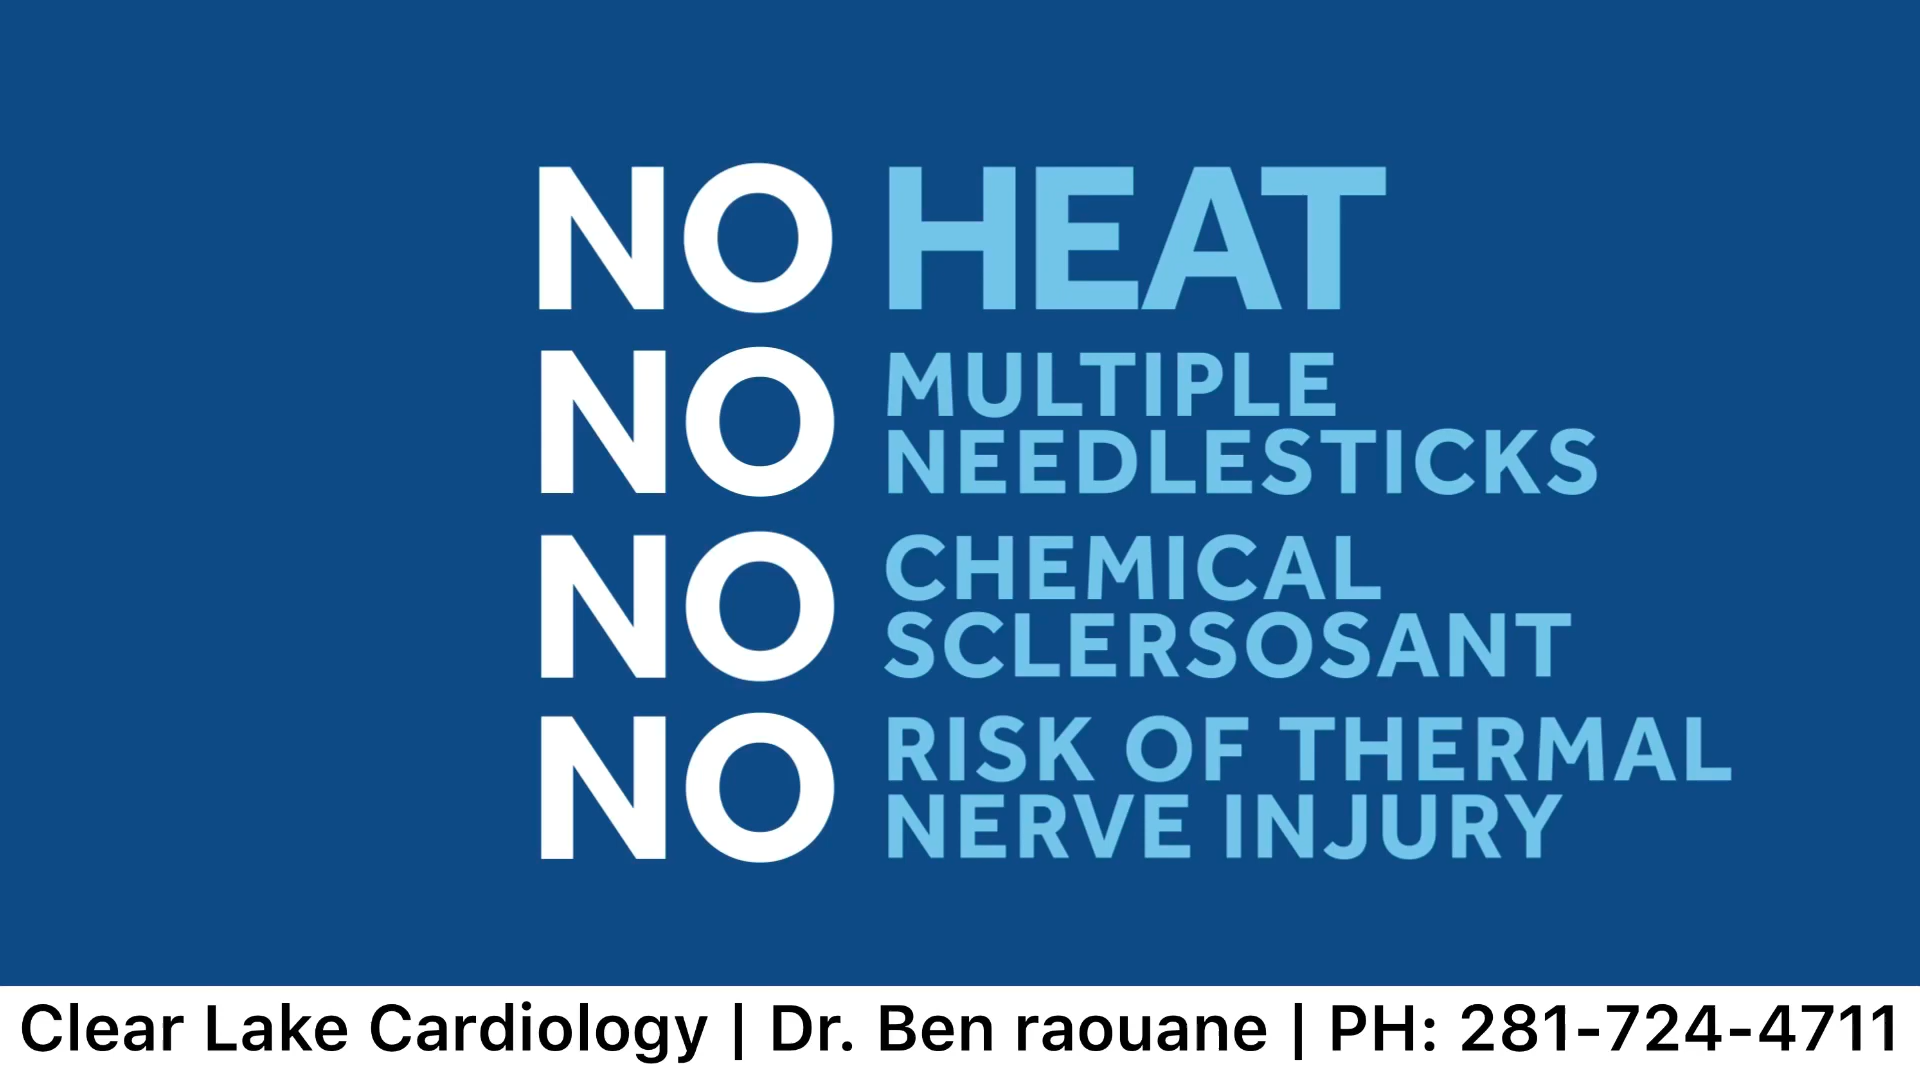 NO HEAT
NO MULTIPLE
NEEDLESTICKS
NO CHEMICAL
SCLERSOSANT
NO RISK OF THERMAL
NERVE INJURY
Clear Lake Cardiology | Dr. Ben raouane | PH: 281-724-4711